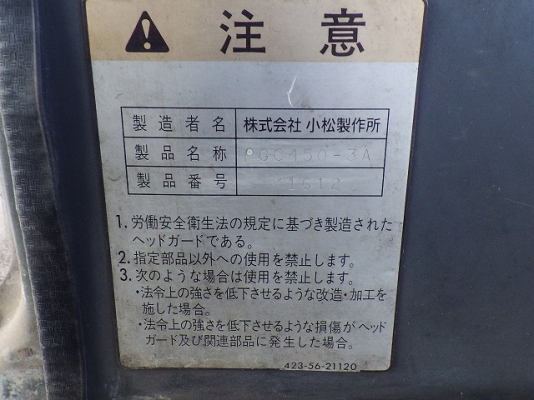 注意
製造者名 株式会社 小松製作所
製品名称
製品番号
1. 労働安全衛生法の規定に基づき製造された
ヘッドガードである。
2. 指定部品以外への使用を禁止します。
3. 次のような場合は使用を禁止します。
・法令上の強さを低下させるような改造・加工を
施した場合。
・法令上の強さを低下させるような損傷がヘッド
ガード及び関連部品に発生した場合。
423-56-21120